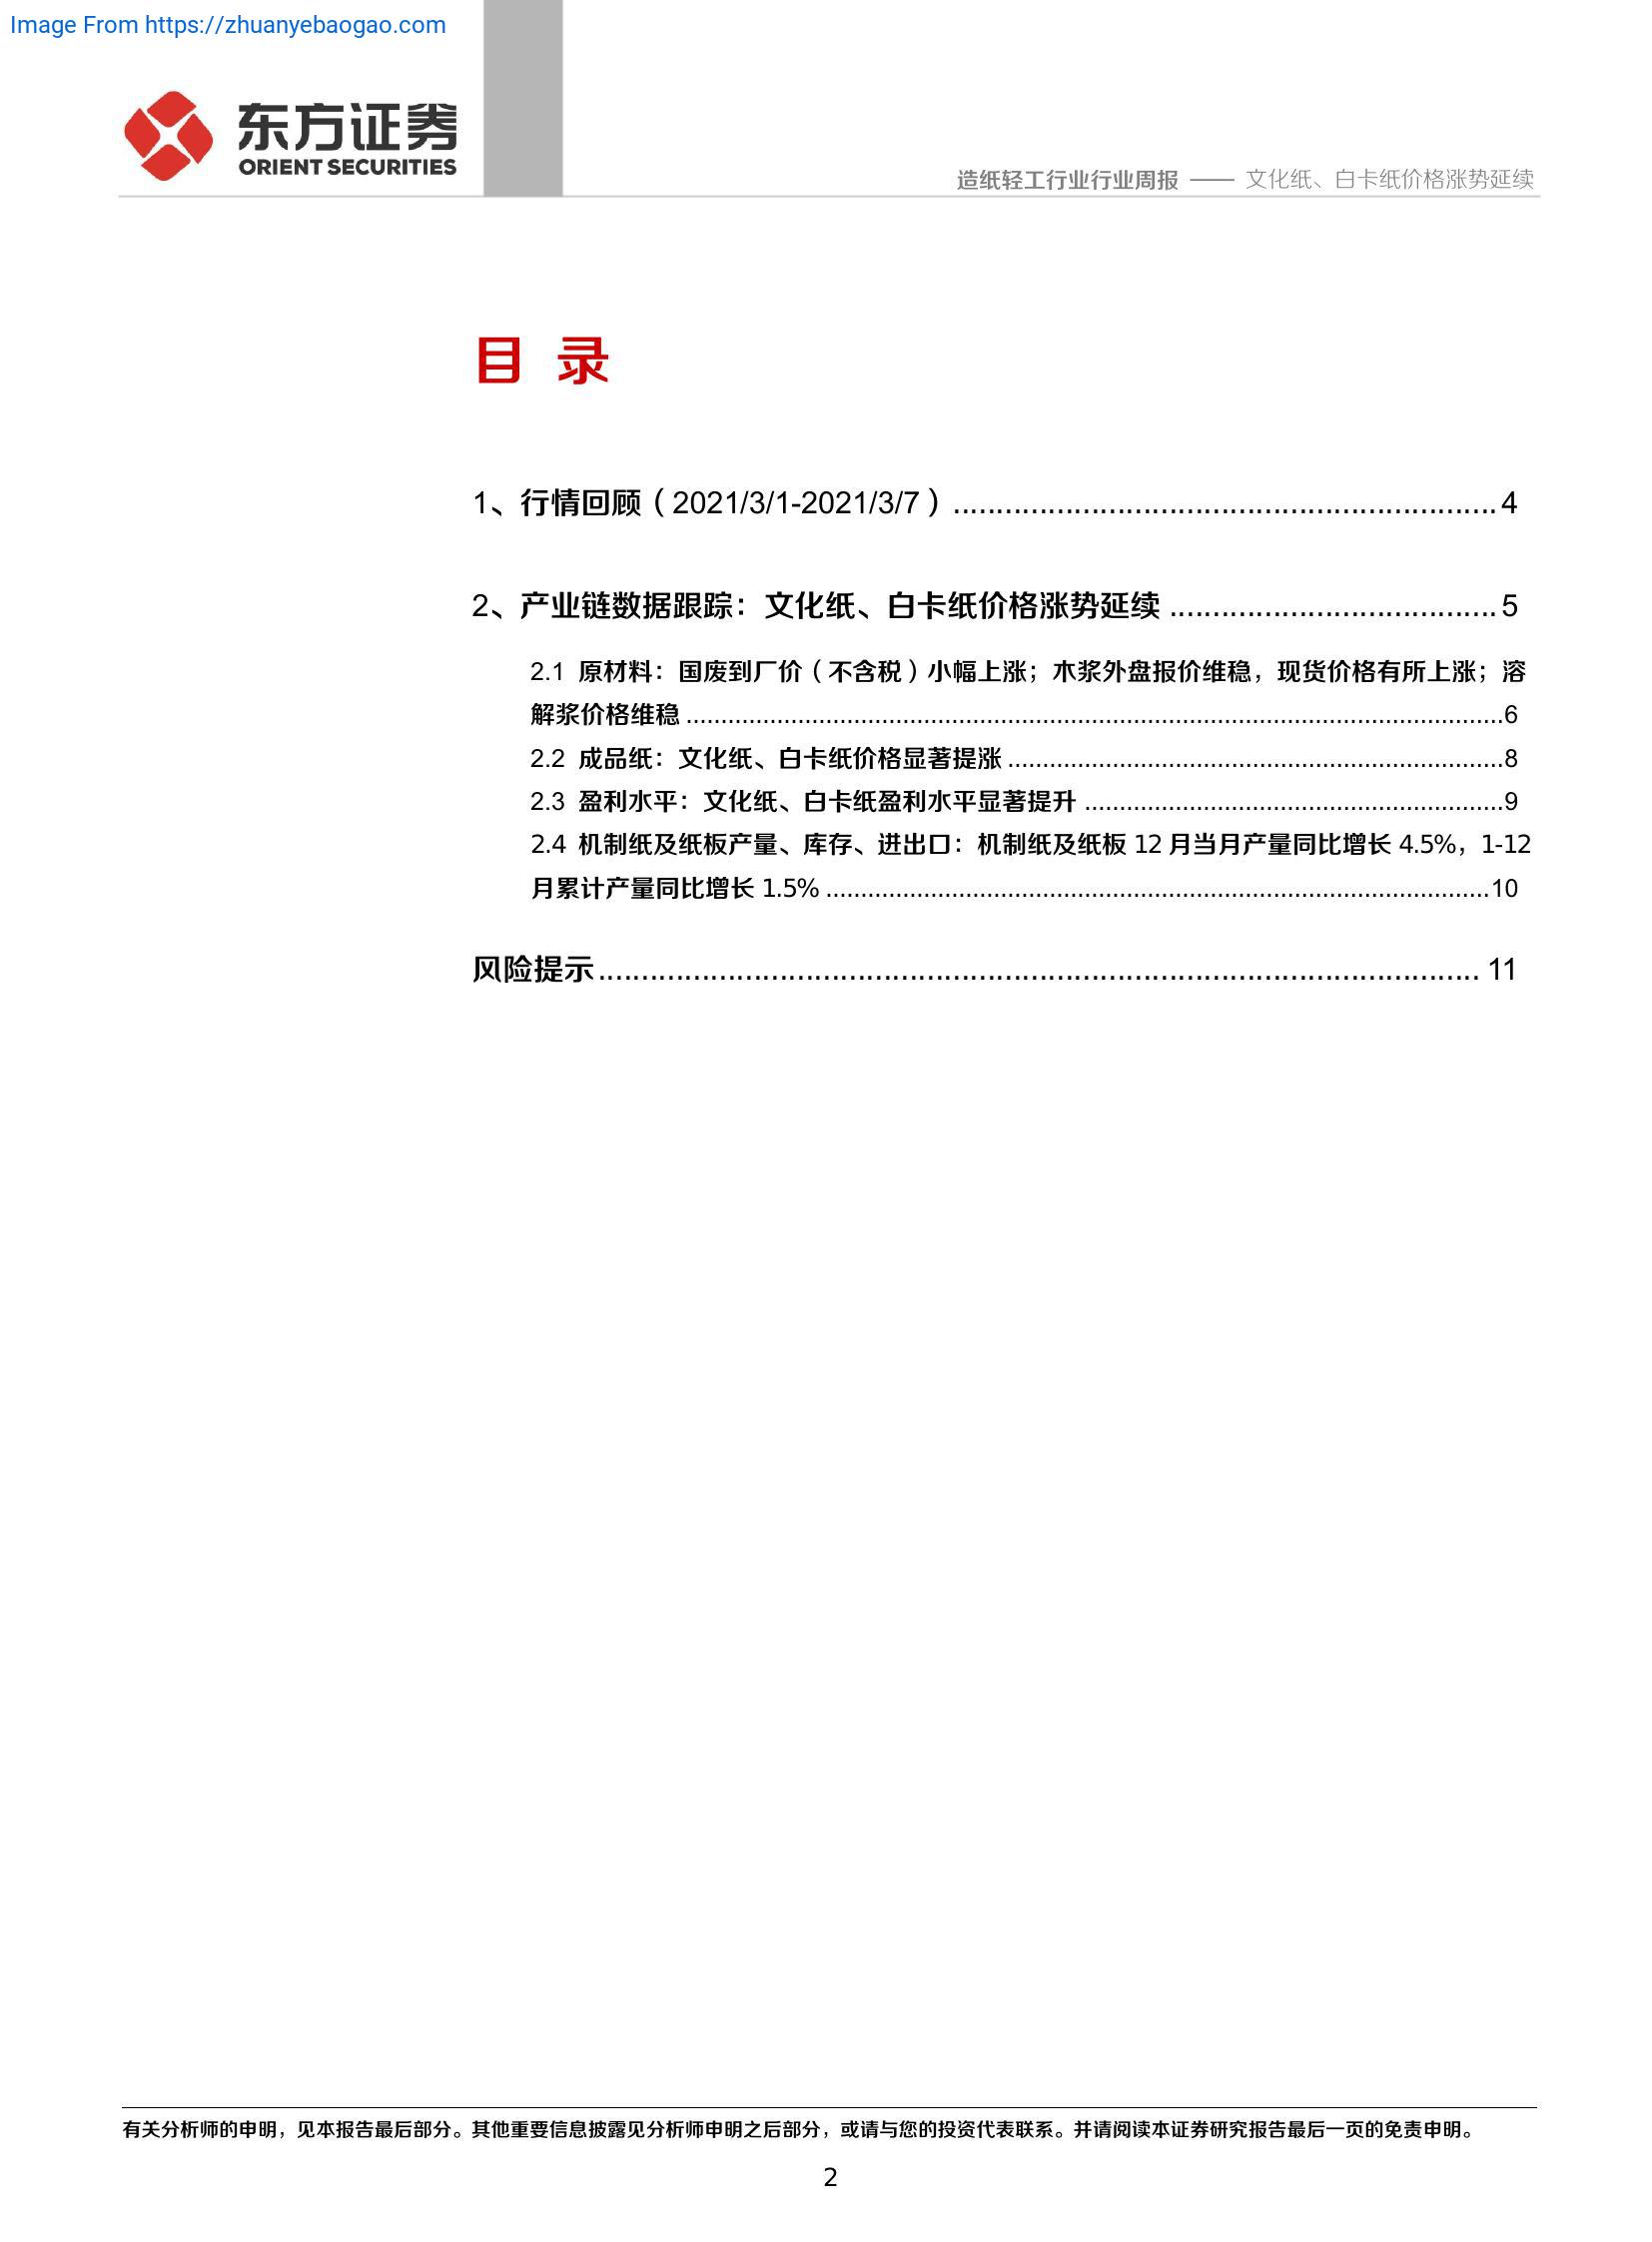 Image From https://zhuanyebaogao.com
东方证券
ORIENT SECURITIES
造纸轻工行业行业周报 —— 文化纸、白卡纸价格涨势延续
目 录
1、行情回顾（2021/3/1-2021/3/7）................................................................4
2、产业链数据跟踪：文化纸、白卡纸价格涨势延续 ......................................5
2.1 原材料：国废到厂价（不含税）小幅上涨；木浆外盘报价维稳，现货价格有所上涨；溶
解浆价格维稳 .....................................................................................................................6
2.2 成品纸：文化纸、白卡纸价格显著提涨 .......................................................................8
2.3 盈利水平：文化纸、白卡纸盈利水平显著提升 ............................................................9
2.4 机制纸及纸板产量、库存、进出口：机制纸及纸板 12 月当月产量同比增长 4.5%，1-12
月累计产量同比增长 1.5% ...............................................................................................10
风险提示...................................................................................................... 11
有关分析师的申明，见本报告最后部分。其他重要信息披露见分析师申明之后部分，或请与您的投资代表联系。并请阅读本证券研究报告最后一页的免责申明。
2